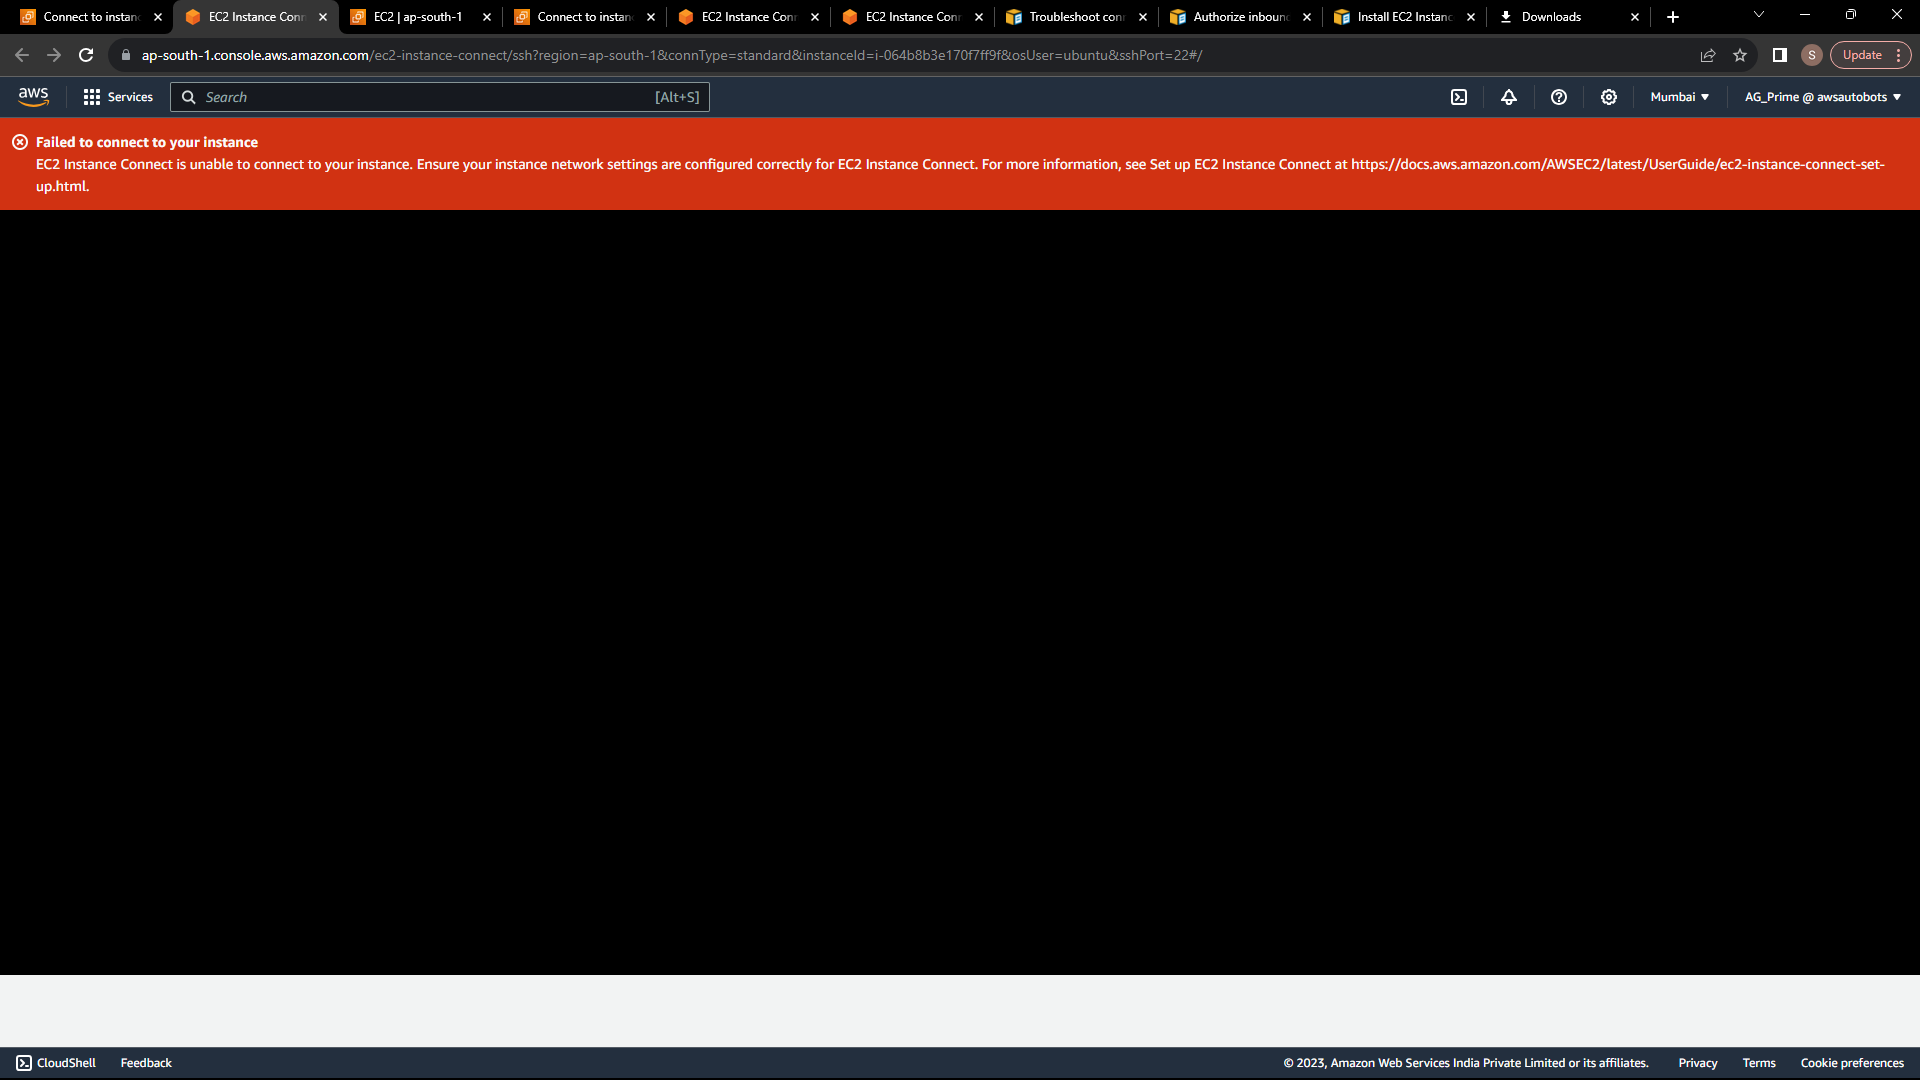 Connect to instan
EC2 Instance Conn
EC2 | ap-south-1
Connect to instan
EC2 Instance Conn
EC2 Instance Conn
Troubleshoot conn
Authorize inboun
Install EC2 Instanc
Downloads
ap-south-1.console.aws.amazon.com/ec2-instance-connect/ssh?region=ap-south-1&connType=standard&instanceId=i-064b8b3e170f7ff9f&osUser=ubuntu&sshPort=22#/
S
Update
aws
Services
Search
[Alt+S]
Mumbai
AG_Prime @ awsautobots
Failed to connect to your instance
EC2 Instance Connect is unable to connect to your instance. Ensure your instance network settings are configured correctly for EC2 Instance Connect. For more information, see Set up EC2 Instance Connect at https://docs.aws.amazon.com/AWSEC2/latest/UserGuide/ec2-instance-connect-set-
up.html.
CloudShell
Feedback
© 2023, Amazon Web Services India Private Limited or its affiliates.
Privacy
Terms
Cookie preferences